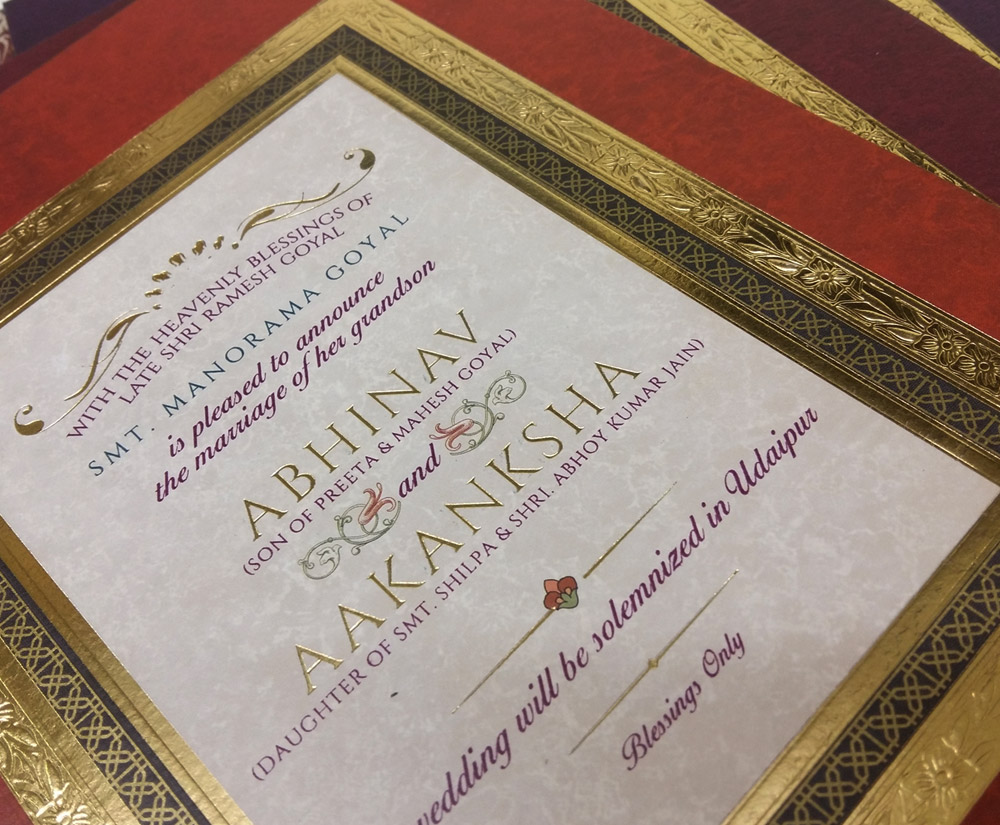 WITH THE HEAVENLY BLESSINGS OF
LATE SHRI RAMESH GOYAL
SMT. MANORAMA GOYAL
is pleased to announce
the marriage of her grandson
ABHINAV
(SON OF PREETA & MAHESH GOYAL)
and
AAKANKSHA
(DAUGHTER OF SMT. SHILPA & SHRI. ABHOY KUMAR JAIN)
wedding will be solemnized in Udaipur
Blessings Only